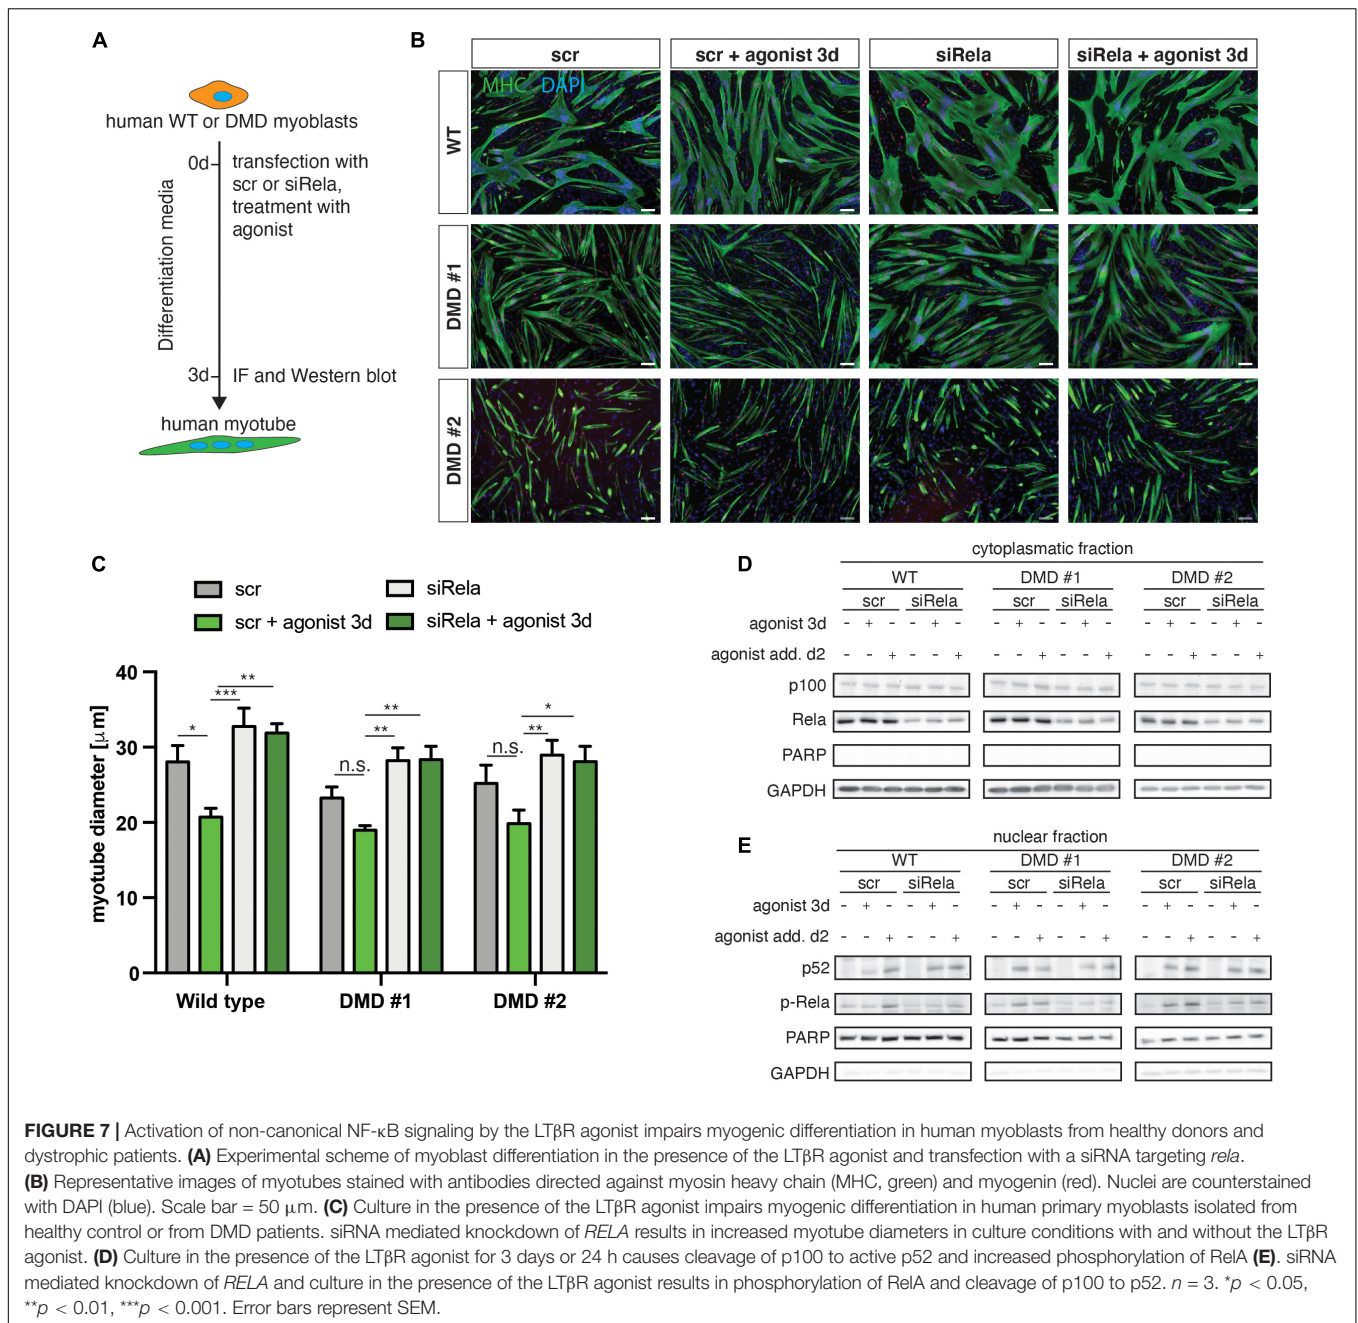 A
human WT or DMD myoblasts
0d
transfection with
scr or siRela,
treatment with
agonist
Differentiation media
3d
IF and Western blot
human myotube
B
scr
scr + agonist 3d
siRela
siRela + agonist 3d
MHC DAPI
WT
DMD #1
DMD #2
C
scr
siRela
scr + agonist 3d
siRela + agonist 3d
myotube diameter [µm]
40
30
20
10
0
* *** **
n.s. ** **
n.s. ** *
Wild type DMD #1 DMD #2
D
cytoplasmatic fraction
WT DMD #1 DMD #2
scr siRela scr siRela scr siRela
agonist 3d - + - - + - - + - - + - - + - - + -
agonist add. d2 - - + - - + - - + - - + - - + - - +
p100
Rela
PARP
GAPDH
E
nuclear fraction
WT DMD #1 DMD #2
scr siRela scr siRela scr siRela
agonist 3d - + - - + - - + - - + - - + - - + -
agonist add. d2 - - + - - + - - + - - + - - + - - +
p52
p-Rela
PARP
GAPDH
FIGURE 7 | Activation of non-canonical NF-κB signaling by the LTβR agonist impairs myogenic differentiation in human myoblasts from healthy donors and
dystrophic patients. (A) Experimental scheme of myoblast differentiation in the presence of the LTβR agonist and transfection with a siRNA targeting rela.
(B) Representative images of myotubes stained with antibodies directed against myosin heavy chain (MHC, green) and myogenin (red). Nuclei are counterstained
with DAPI (blue). Scale bar = 50 µm. (C) Culture in the presence of the LTβR agonist impairs myogenic differentiation in human primary myoblasts isolated from
healthy control or from DMD patients. siRNA mediated knockdown of RELA results in increased myotube diameters in culture conditions with and without the LTβR
agonist. (D) Culture in the presence of the LTβR agonist for 3 days or 24 h causes cleavage of p100 to active p52 and increased phosphorylation of RelA (E). siRNA
mediated knockdown of RELA and culture in the presence of the LTβR agonist results in phosphorylation of RelA and cleavage of p100 to p52. n = 3. *p < 0.05,
**p < 0.01, ***p < 0.001. Error bars represent SEM.